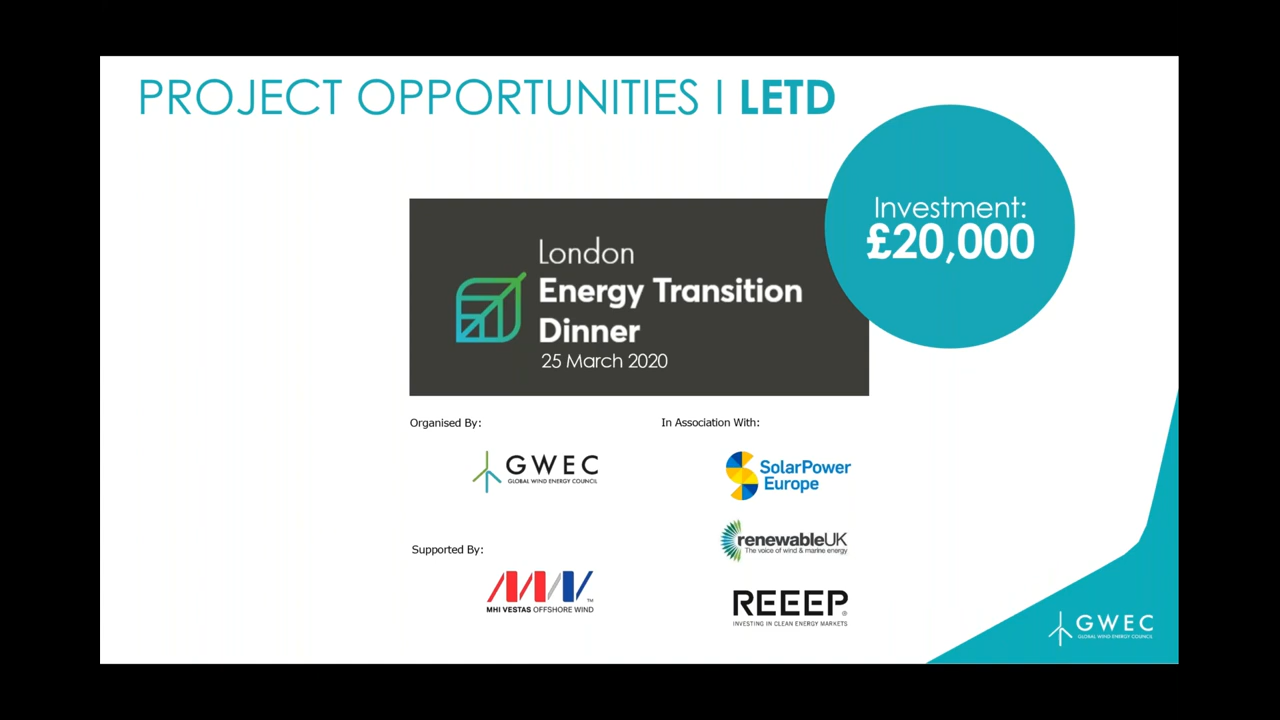 PROJECT OPPORTUNITIES I LETD
Investment:
£20,000
London
Energy Transition
Dinner
25 March 2020
Organised By:
In Association With:
GWEC
GLOBAL WIND ENERGY COUNCIL
SolarPower
Europe
renewableUK
The voice of wind & marine energy
Supported By:
MHI VESTAS OFFSHORE WIND
TM
REEEP®
INVESTING IN CLEAN ENERGY MARKETS
GWEC
GLOBAL WIND ENERGY COUNCIL